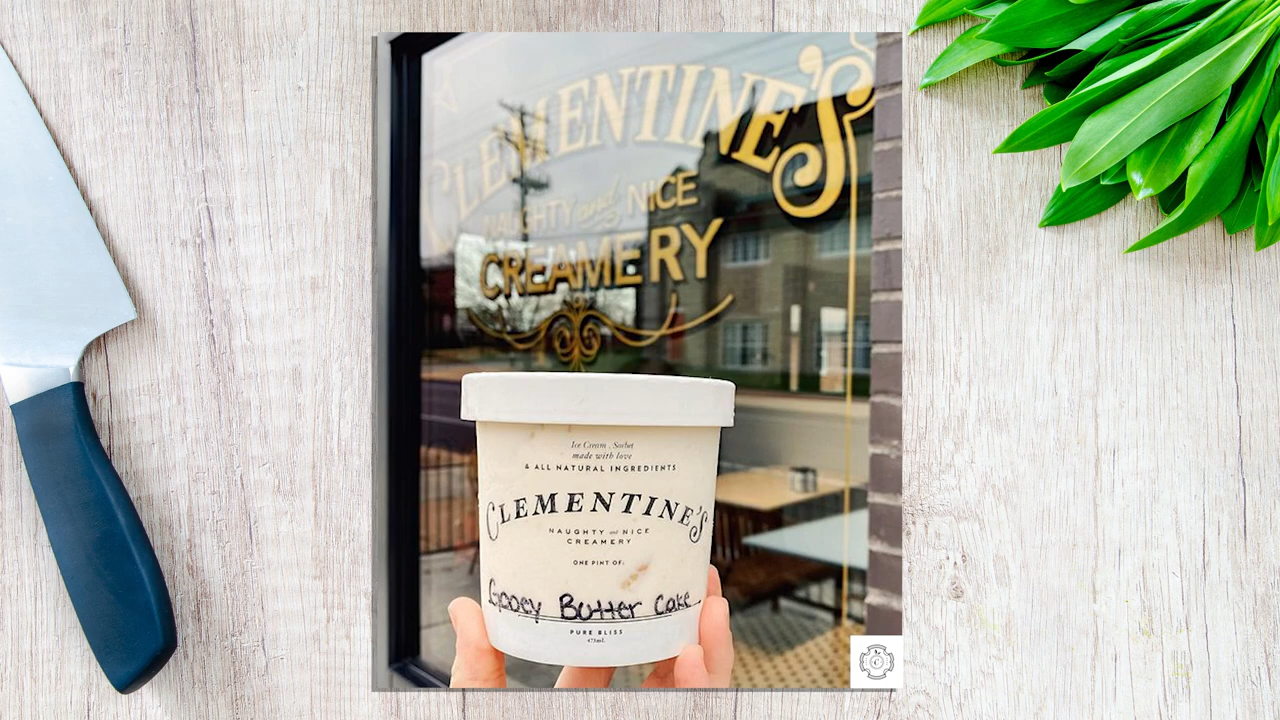 CLEMENTINE'S
NAUGHTY and NICE
CREAMERY
Ice Cream . Sorbet
made with love
& ALL NATURAL INGREDIENTS
CLEMENTINE'S
NAUGHTY and NICE
CREAMERY
ONE PINT OF:
Gooey Butter Cake
PURE BLISS
473mL
C